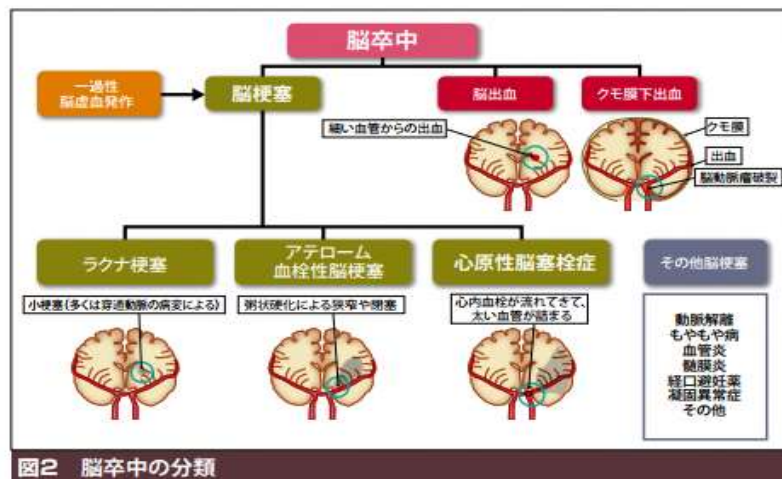 脳卒中
一過性
脳虚血発作
脳梗塞
脳出血
クモ膜下出血
細い血管からの出血
クモ膜
出血
脳動脈瘤破裂
ラクナ梗塞
アテローム
血栓性脳梗塞
心原性脳塞栓症
その他脳梗塞
小梗塞(多くは穿通動脈の病変による)
粥状硬化による狭窄や閉塞
心内血栓が流れてきて、
太い血管が詰まる
動脈解離
もやもや病
血管炎
髄膜炎
経口避妊薬
凝固異常症
その他
図2 脳卒中の分類